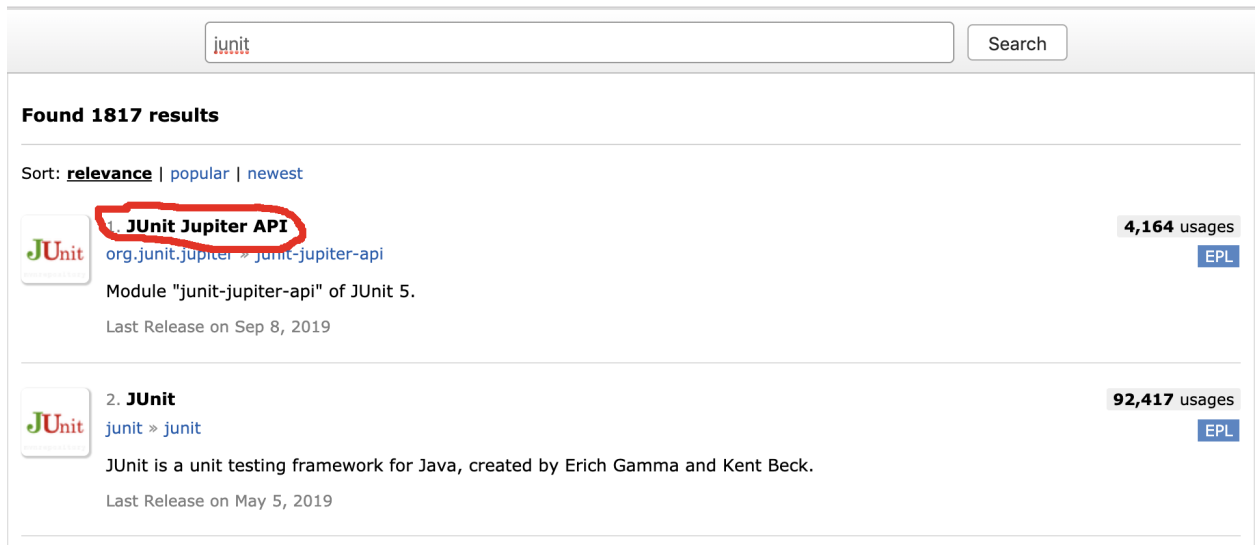 junit
Search
Found 1817 results
Sort: relevance | popular | newest
JUnit
1. JUnit Jupiter API
4,164 usages
org.junit.jupiter » junit-jupiter-api
EPL
Module "junit-jupiter-api" of JUnit 5.
Last Release on Sep 8, 2019
JUnit
2. JUnit
92,417 usages
junit » junit
EPL
JUnit is a unit testing framework for Java, created by Erich Gamma and Kent Beck.
Last Release on May 5, 2019